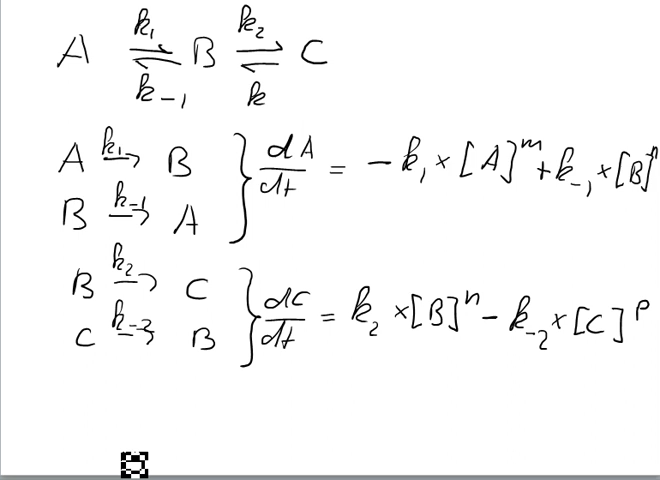 A ⇌ B ⇌ C (k₁, k₋₁; k₂, k)
A k₁→ B } dA/dt = -k₁ × [A]ᵐ + k₋₁ × [B]ⁿ
B k₋₁→ A
B k₂→ C } dC/dt = k₂ × [B]ⁿ - k₋₂ × [C]ᵖ
C k₋₂→ B